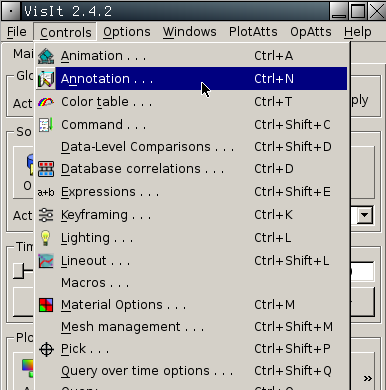 VisIt 2.4.2
File Controls Options Windows PlotAtts OpAtts Help
Mai
Animation . . . Ctrl+A
Glo
Annotation . . . Ctrl+N
Act
Color table . . . Ctrl+T
ply
Command . . . Ctrl+Shift+C
So
Data-Level Comparisons . . . Ctrl+Shift+D
Database correlations . . . Ctrl+D
O
Expressions . . . Ctrl+Shift+E
Act
Keyframing . . . Ctrl+K
Lighting . . . Ctrl+L
Tim
Lineout . . . Ctrl+Shift+L
Macros . . .
Material Options . . . Ctrl+M
Mesh management . . . Ctrl+Shift+M
Plo
Pick . . . Ctrl+Shift+P
Query over time options . . . Ctrl+Shift+Q